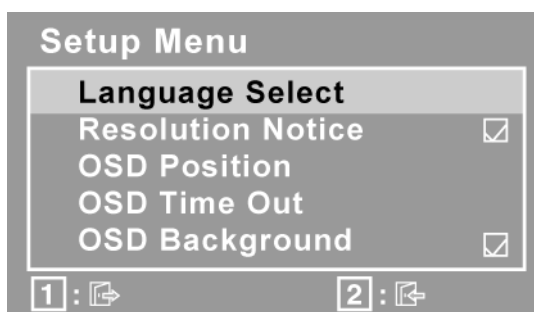 Setup Menu
Language Select
Resolution Notice
OSD Position
OSD Time Out
OSD Background
1 : 2 :